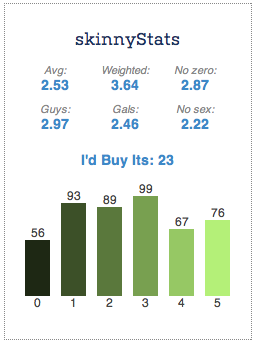 skinnyStats
Avg: Weighted: No zero:
2.53 3.64 2.87
Guys: Gals: No sex:
2.97 2.46 2.22
I'd Buy Its: 23
56 93 89 99 67 76
0 1 2 3 4 5